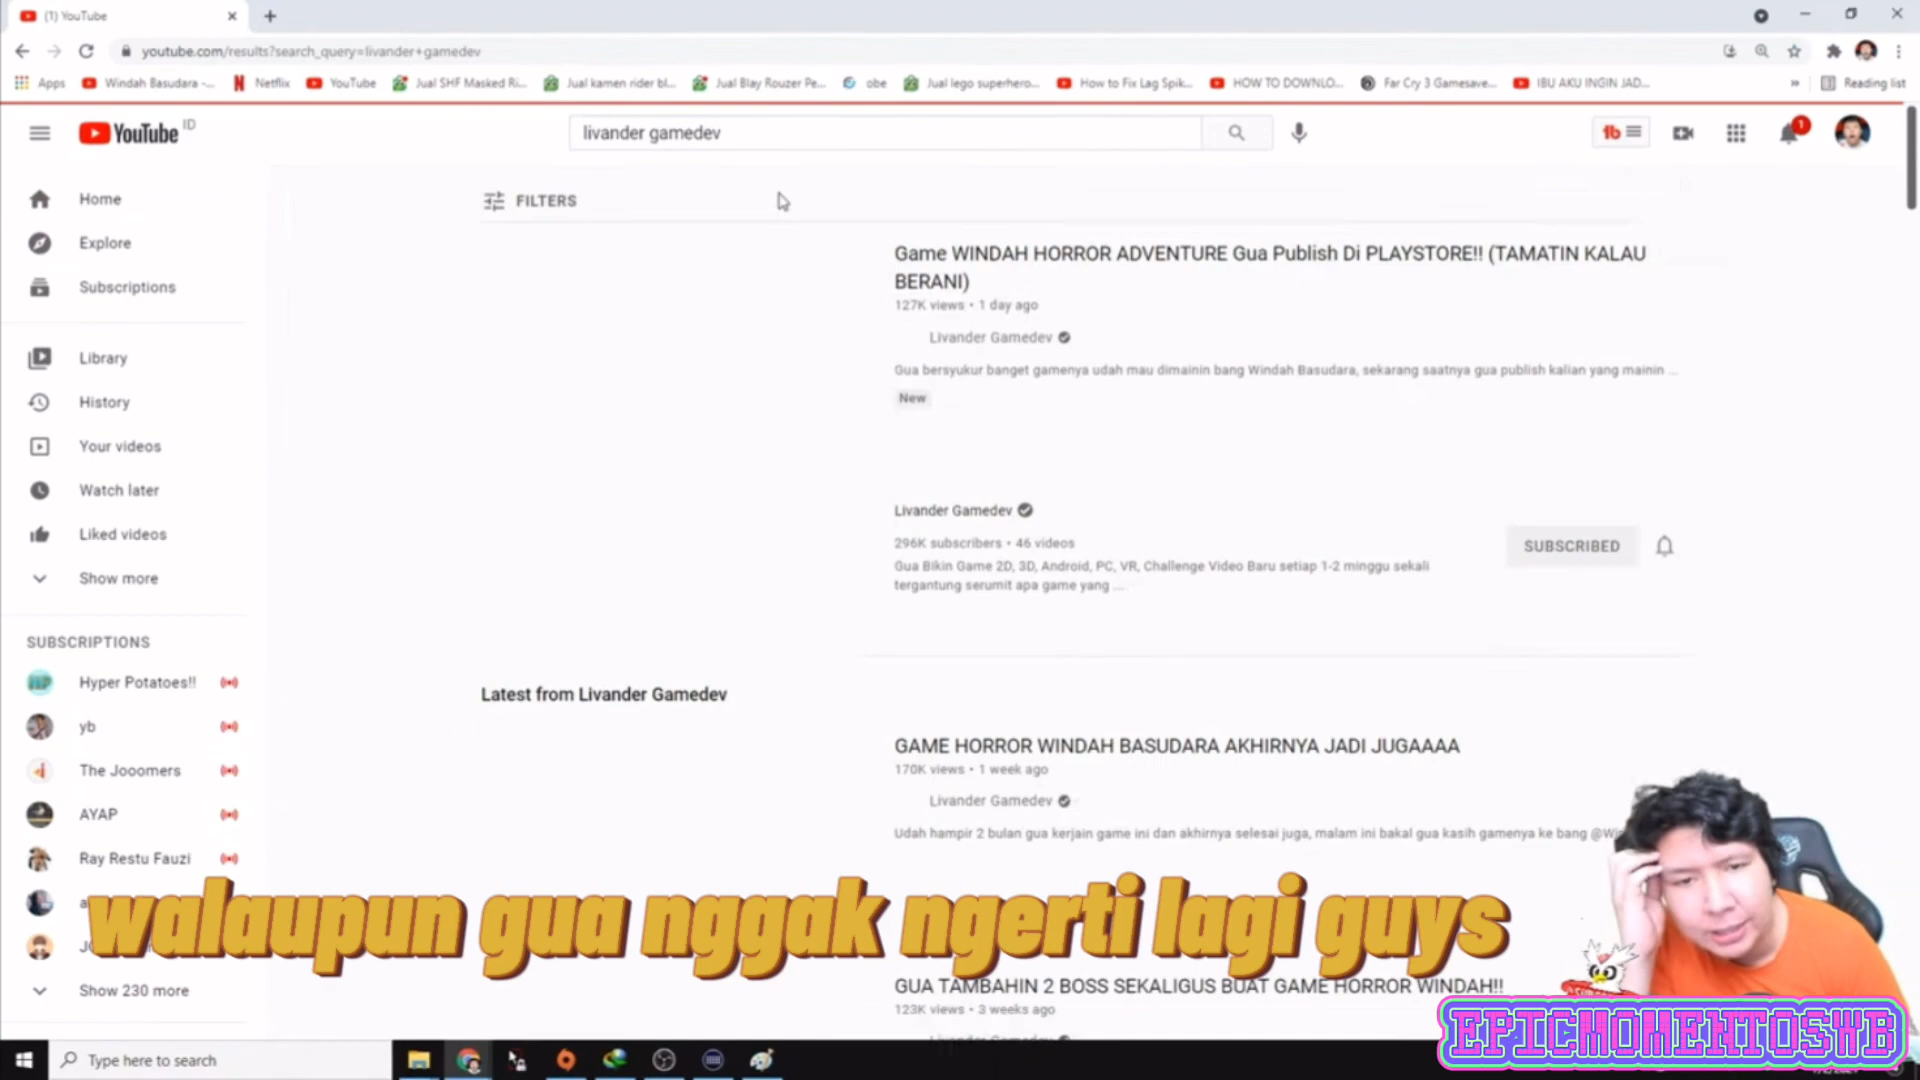 (1) YouTube
youtube.com/results?search_query=livander+gamedev
Apps Windah Basudara -... Netflix YouTube Jual SHF Masked Ri... Jual kamen rider bl... Jual Blay Rouzer Pe... obe Jual lego superhero... How to Fix Lag Spik... HOW TO DOWNLO... Far Cry 3 Gamesave... IBU AKU INGIN JAD... » Reading list
YouTube ID
livander gamedev
1
Home
Explore
Subscriptions
Library
History
Your videos
Watch later
Liked videos
Show more
SUBSCRIPTIONS
Hyper Potatoes!!
yb
The Jooomers
AYAP
Ray Restu Fauzi
Show 230 more
FILTERS
Game WINDAH HORROR ADVENTURE Gua Publish Di PLAYSTORE!! (TAMATIN KALAU
BERANI)
127K views • 1 day ago
Livander Gamedev
Gua bersyukur banget gamenya udah mau dimainin bang Windah Basudara, sekarang saatnya gua publish kalian yang mainin ...
New
Livander Gamedev
296K subscribers • 46 videos
Gua Bikin Game 2D, 3D, Android, PC, VR, Challenge Video Baru setiap 1-2 minggu sekali
tergantung serumit apa game yang ...
SUBSCRIBED
Latest from Livander Gamedev
GAME HORROR WINDAH BASUDARA AKHIRNYA JADI JUGAAAA
170K views • 1 week ago
Livander Gamedev
Udah hampir 2 bulan gua kerjain game ini dan akhirnya selesai juga, malam ini bakal gua kasih gamenya ke bang
walaupun gua nggak ngerti lagi guys
GUA TAMBAHIN 2 BOSS SEKALIGUS BUAT GAME HORROR WINDAH!!
123K views • 3 weeks ago
EPICMOMENTOSWB
Type here to search